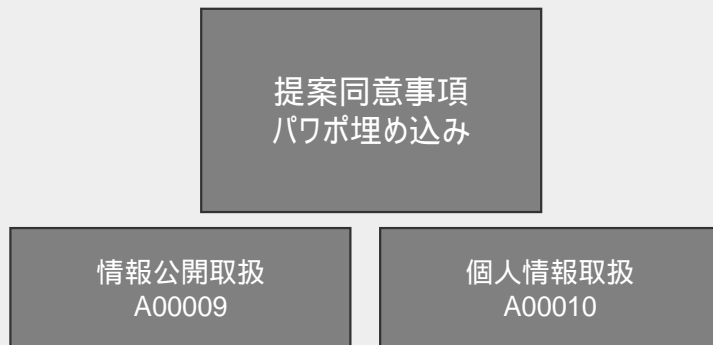 提案同意事項
パワポ埋め込み
情報公開取扱
A00009
個人情報取扱
A00010